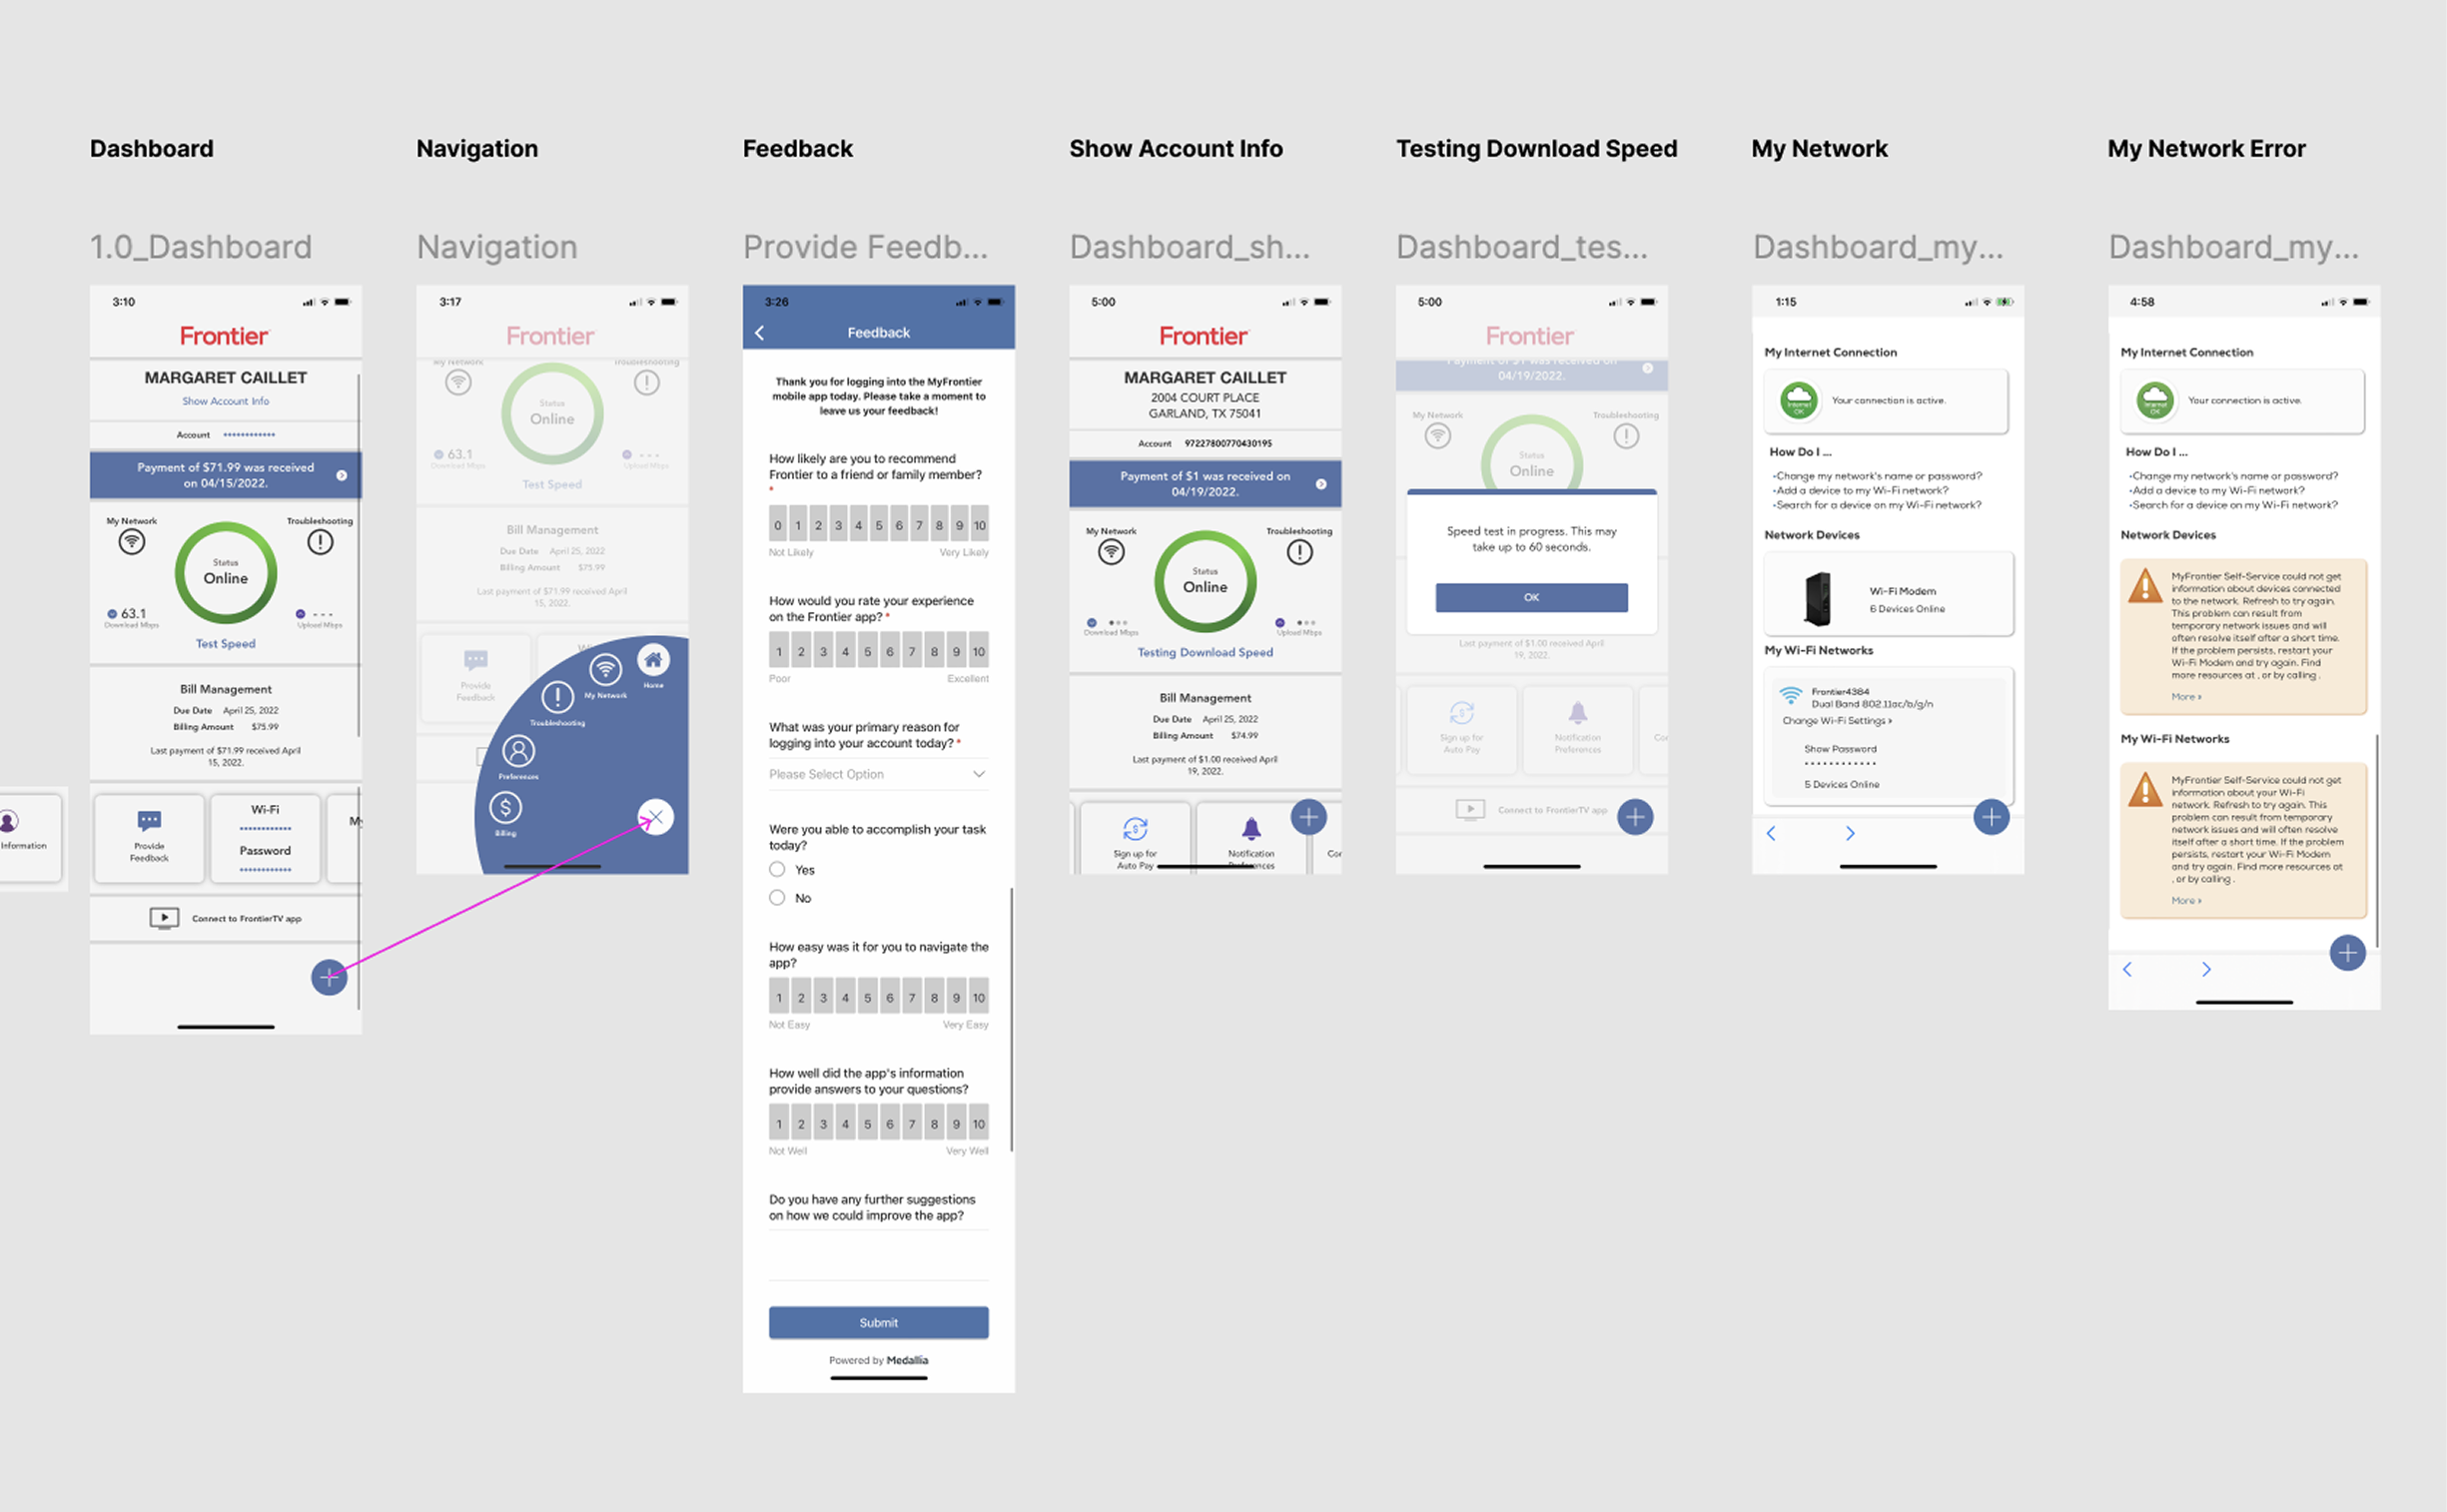 Dashboard
Navigation
Feedback
Show Account Info
Testing Download Speed
My Network
My Network Error
1.0_Dashboard
Navigation
Provide Feedb...
Dashboard_sh...
Dashboard_tes...
Dashboard_my...
Dashboard_my...
Information
3:10
Frontier
MARGARET CAILLET
Show Account Info
Account ••••••••••••
Payment of $71.99 was received
on 04/15/2022.
My Network
Troubleshooting
Status
Online
63.1
Download Mbps
- - -
Upload Mbps
Test Speed
Bill Management
Due Date April 25, 2022
Billing Amount $75.99
Last payment of $71.99 received April
15, 2022.
Provide
Feedback
Wi-Fi
••••••••••••
Password
••••••••••••
My
Connect to FrontierTV app
3:17
Frontier
My Network
Troubleshooting
Status
Online
63.1
Download Mbps
- - -
Upload Mbps
Test Speed
Bill Management
Due Date April 25, 2022
Billing Amount $75.99
Last payment of $71.99 received April
15, 2022.
Provide
Feedback
Home
My Network
Troubleshooting
Preferences
Billing
3:26
Feedback
Thank you for logging into the MyFrontier
mobile app today. Please take a moment to
leave us your feedback!
How likely are you to recommend
Frontier to a friend or family member?
*
0 1 2 3 4 5 6 7 8 9 10
Not Likely Very Likely
How would you rate your experience
on the Frontier app? *
1 2 3 4 5 6 7 8 9 10
Poor Excellent
What was your primary reason for
logging into your account today? *
Please Select Option
Were you able to accomplish your task
today?
Yes
No
How easy was it for you to navigate the
app?
1 2 3 4 5 6 7 8 9 10
Not Easy Very Easy
How well did the app's information
provide answers to your questions?
1 2 3 4 5 6 7 8 9 10
Not Well Very Well
Do you have any further suggestions
on how we could improve the app?
Submit
Powered by Medallia
5:00
Frontier
MARGARET CAILLET
2004 COURT PLACE
GARLAND, TX 75041
Account 97227800770430195
Payment of $1 was received on
04/19/2022.
My Network
Troubleshooting
Status
Online
Download Mbps
Upload Mbps
Testing Download Speed
Bill Management
Due Date April 25, 2022
Billing Amount $74.99
Last payment of $1.00 received April
19, 2022.
Sign up for
Auto Pay
Notification
Preferences
Cor
5:00
Frontier
Payment of $1 was received on
04/19/2022.
My Network
Troubleshooting
Status
Online
Speed test in progress. This may
take up to 60 seconds.
OK
Last payment of $1.00 received April
19, 2022.
Sign up for
Auto Pay
Notification
Preferences
Cor
Connect to FrontierTV app
1:15
My Internet Connection
Internet
OK
Your connection is active.
How Do I ...
•Change my network's name or password?
•Add a device to my Wi-Fi network?
•Search for a device on my Wi-Fi network?
Network Devices
Wi-Fi Modem
6 Devices Online
My Wi-Fi Networks
Frontier4384
Dual Band 802.11ac/b/g/n
Change Wi-Fi Settings »
Show Password
••••••••••••
5 Devices Online
4:58
My Internet Connection
Internet
OK
Your connection is active.
How Do I ...
•Change my network's name or password?
•Add a device to my Wi-Fi network?
•Search for a device on my Wi-Fi network?
Network Devices
MyFrontier Self-Service could not get
information about devices connected
to the network. Refresh to try again.
This problem can result from
temporary network issues and will
often resolve itself after a short time.
If the problem persists, restart your
Wi-Fi Modem and try again. Find
more resources at , or by calling .
More »
My Wi-Fi Networks
MyFrontier Self-Service could not get
information about your Wi-Fi
network. Refresh to try again. This
problem can result from temporary
network issues and will often resolve
itself after a short time. If the problem
persists, restart your Wi-Fi Modem
and try again. Find more resources at
, or by calling .
More »